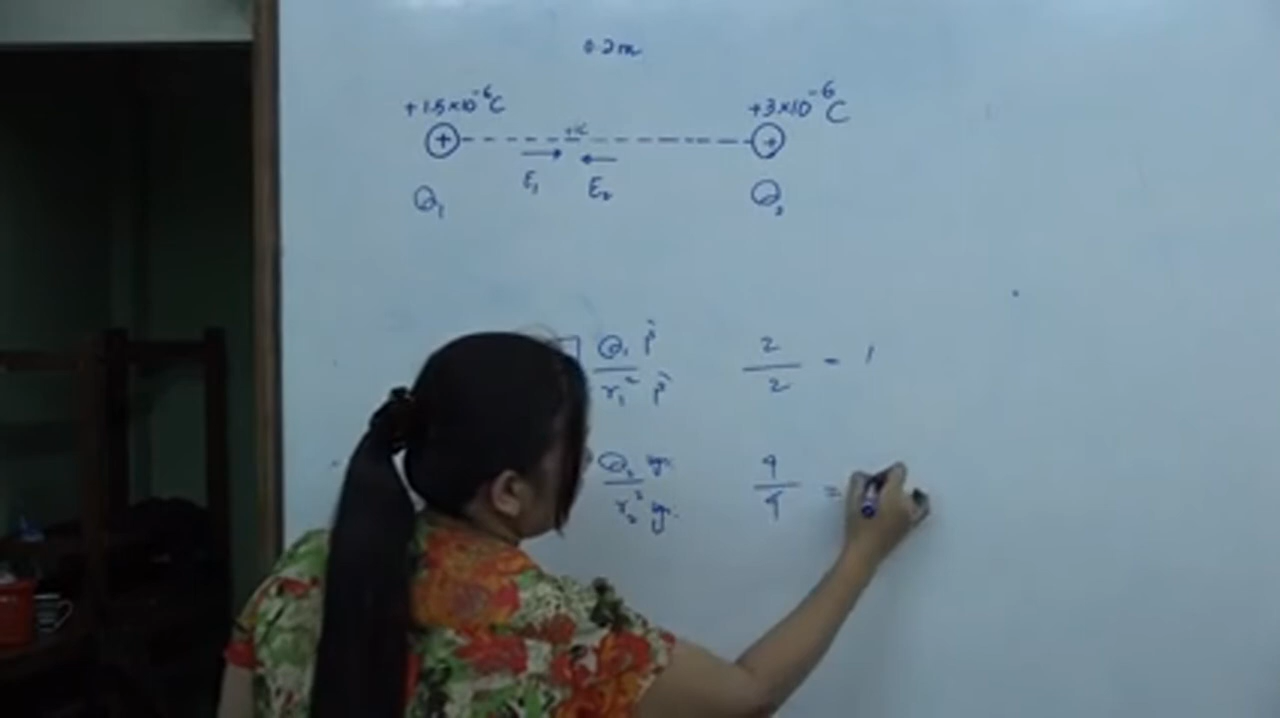 0.2m
+1.5×10⁻⁶C +3×10⁻⁶C
+ +1C +
E₁ E₂
Q₁ Q₂
Q₁ 2
r₁² 2 = 1
Q₂ 4
r₂² 4 =